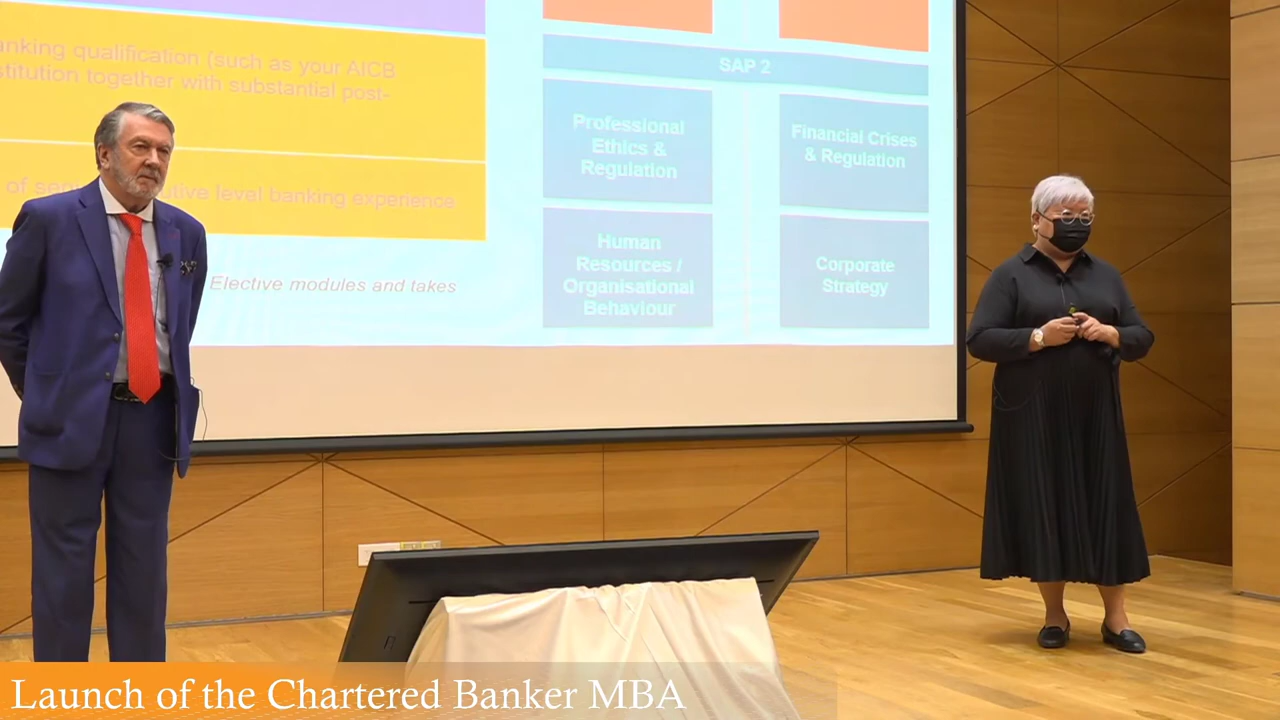 anking qualification (such as your AICB
stitution together with substantial post-
of
executive level banking experience
Elective modules and takes
SAP 2
Professional
Ethics &
Regulation
Financial Crises
& Regulation
Human
Resources /
Organisational
Behaviour
Corporate
Strategy
Launch of the Chartered Banker MBA